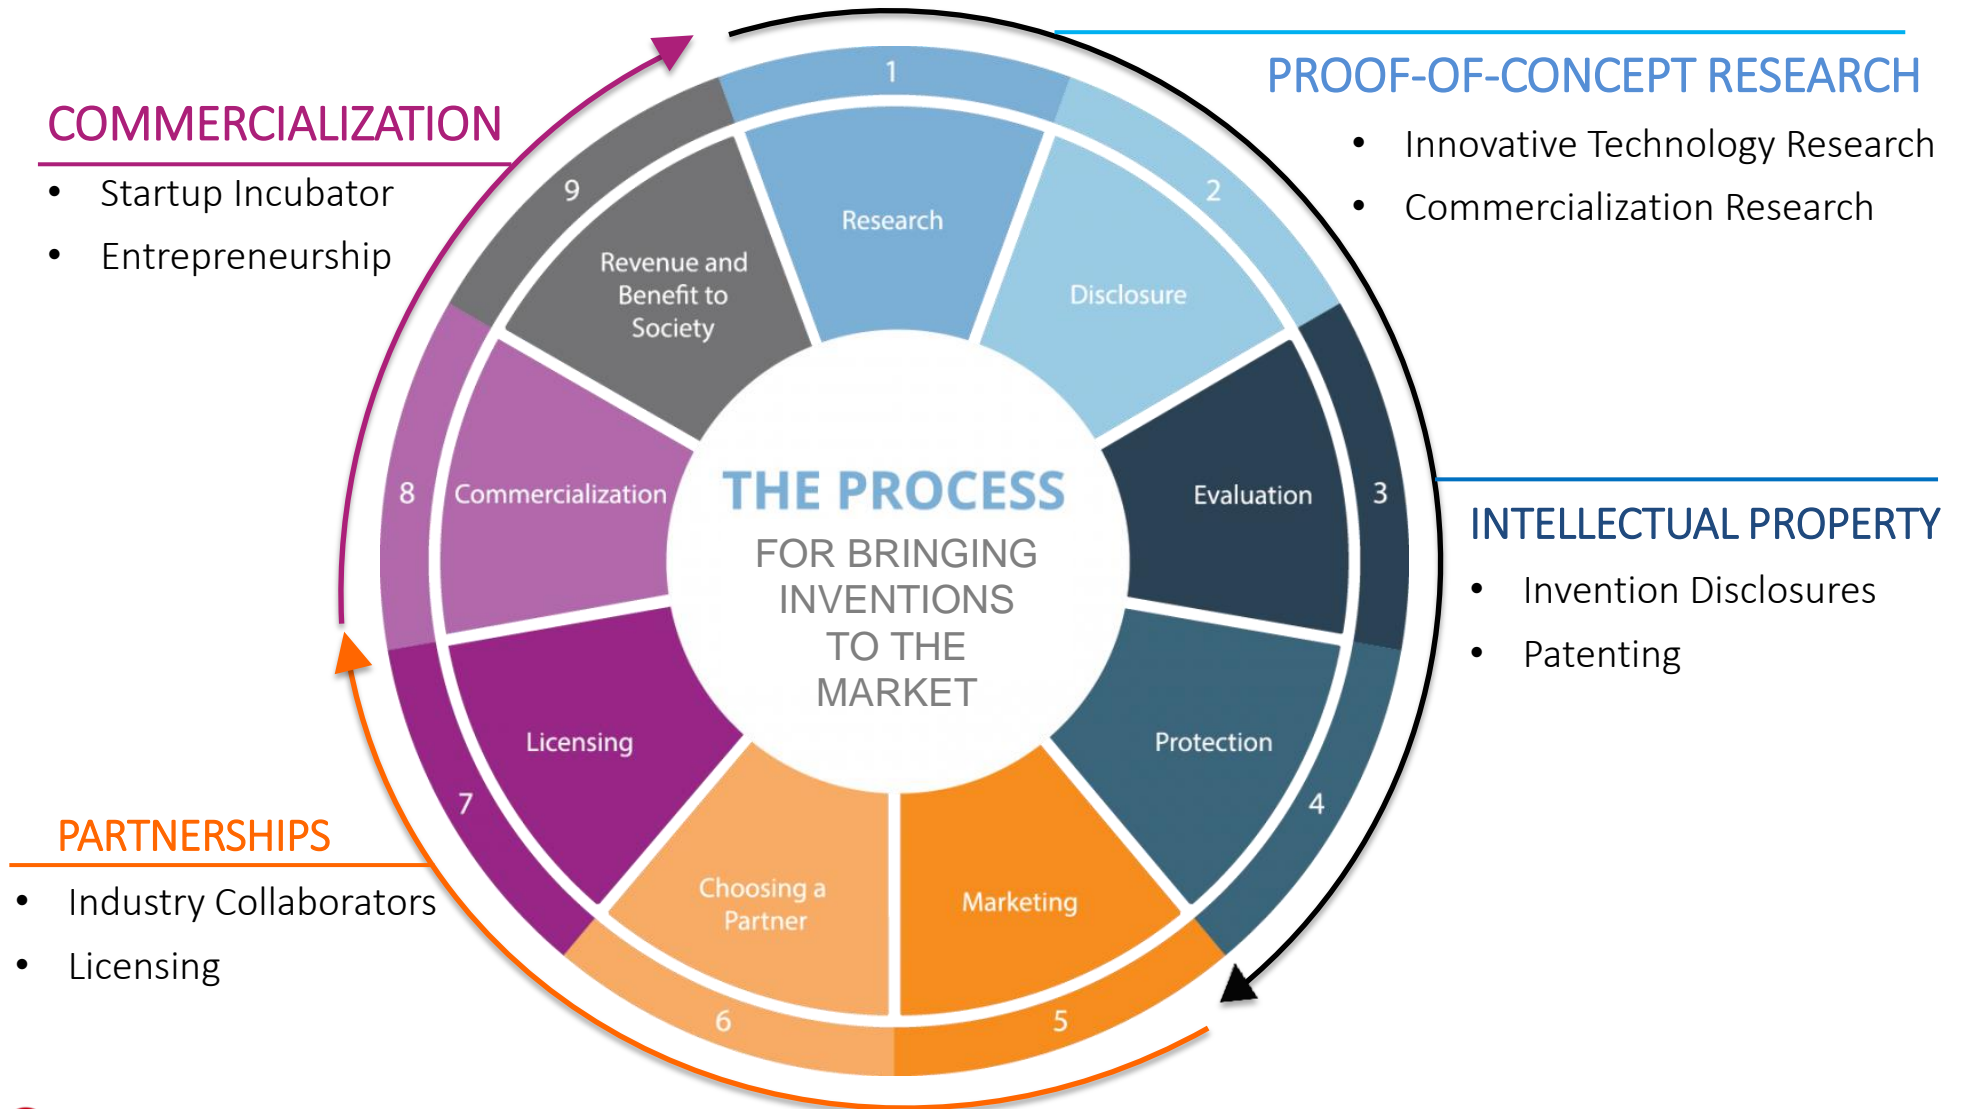 COMMERCIALIZATION
• Startup Incubator
• Entrepreneurship
PROOF-OF-CONCEPT RESEARCH
• Innovative Technology Research
• Commercialization Research
INTELLECTUAL PROPERTY
• Invention Disclosures
• Patenting
PARTNERSHIPS
• Industry Collaborators
• Licensing
THE PROCESS
FOR BRINGING
INVENTIONS
TO THE
MARKET
1
Research
2
Disclosure
3
Evaluation
4
Protection
5
Marketing
6
Choosing a
Partner
7
Licensing
8
Commercialization
9
Revenue and
Benefit to
Society